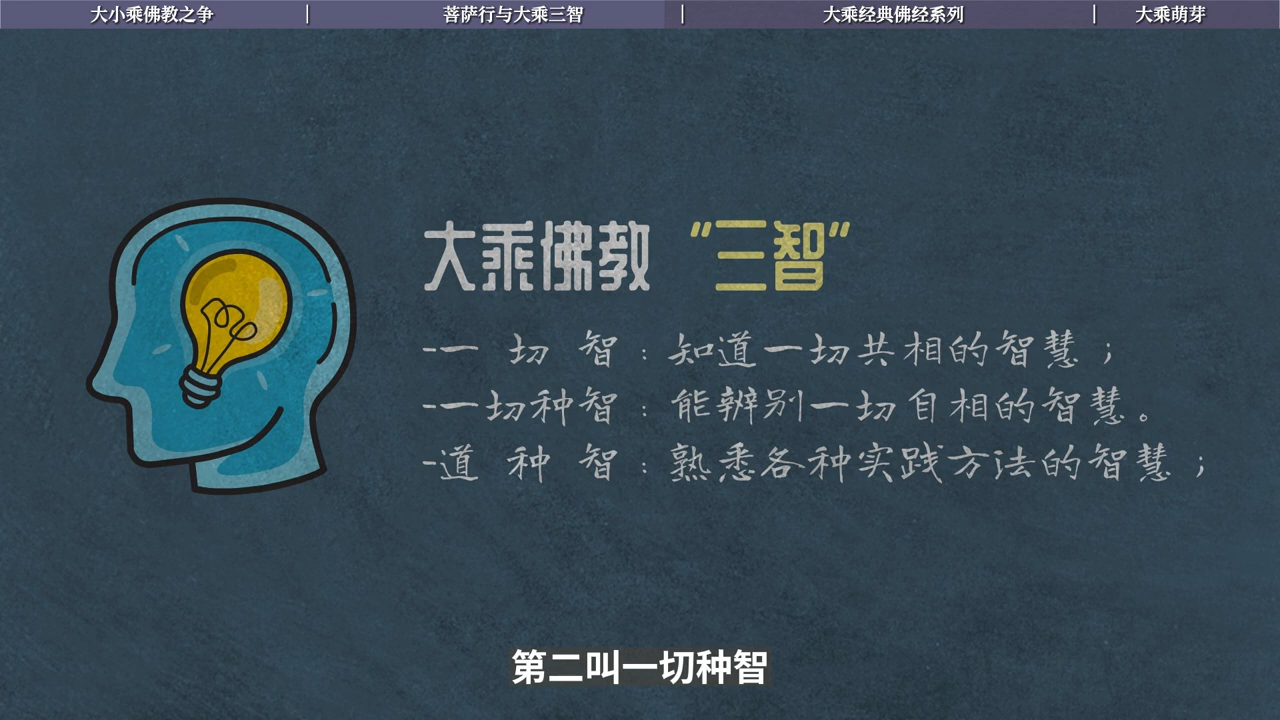 大小乘佛教之争 | 菩萨行与大乘三智 | 大乘经典佛经系列 | 大乘萌芽
大乘佛教 “三智”
-一 切 智：知道一切共相的智慧；
-一切种智：能辨别一切自相的智慧。
-道 种 智：熟悉各种实践方法的智慧；
第二叫一切种智